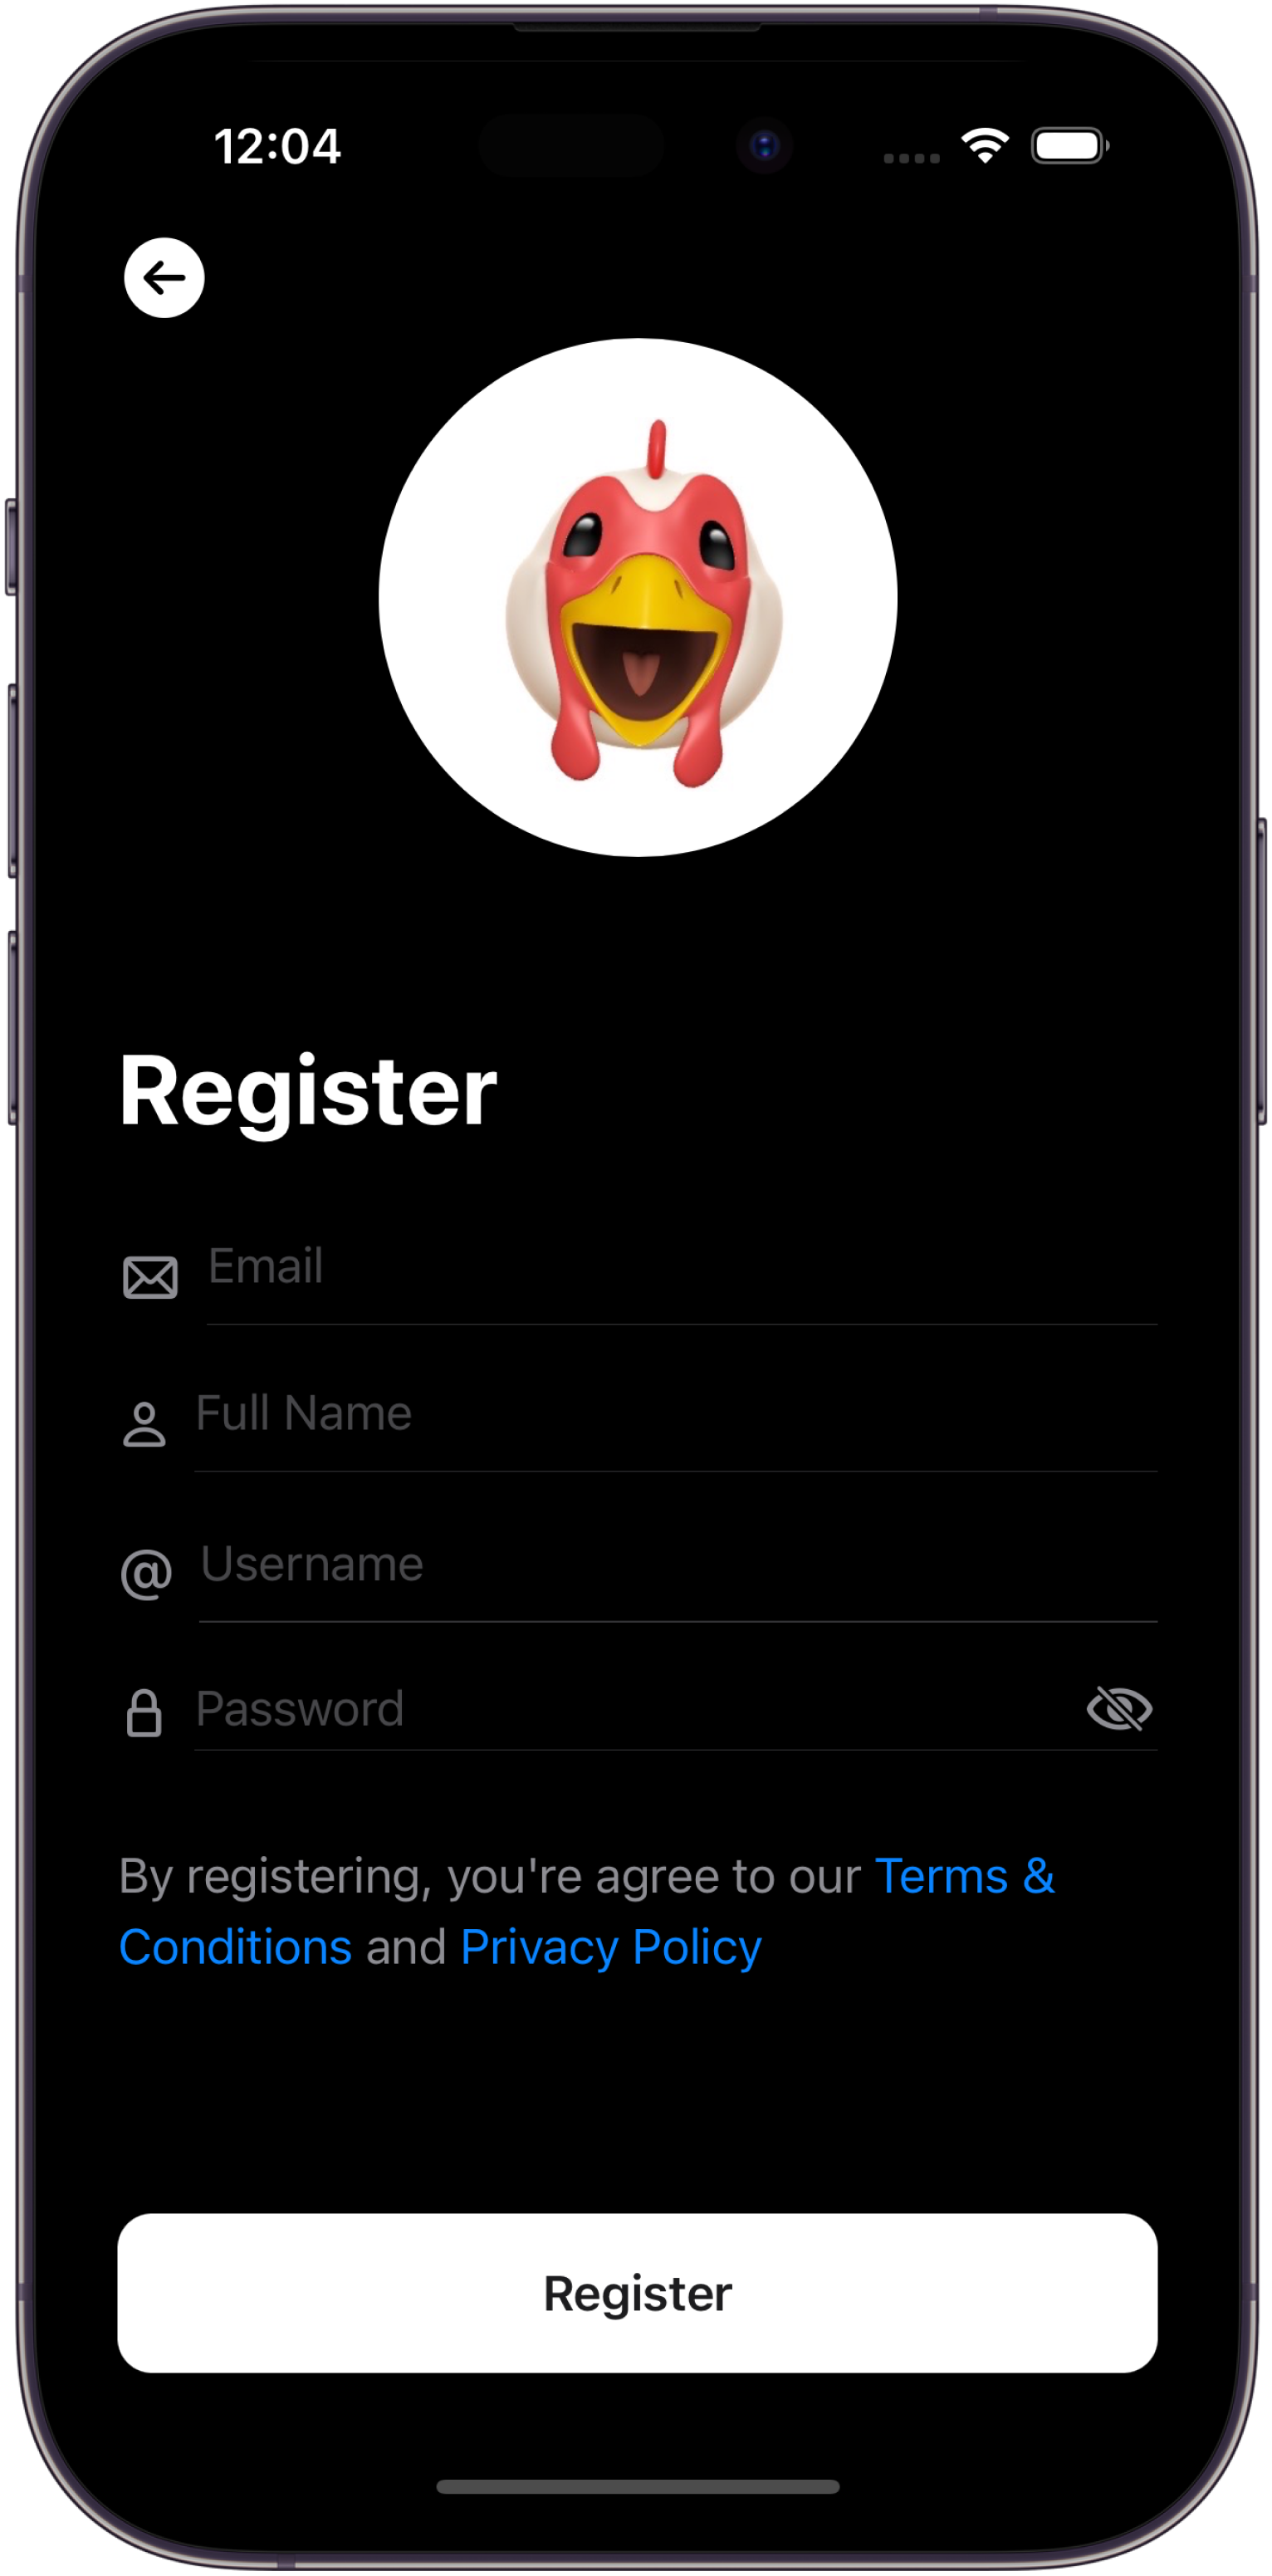 12:04
Register
Email
Full Name
@ Username
Password
By registering, you're agree to our Terms &
Conditions and Privacy Policy
Register